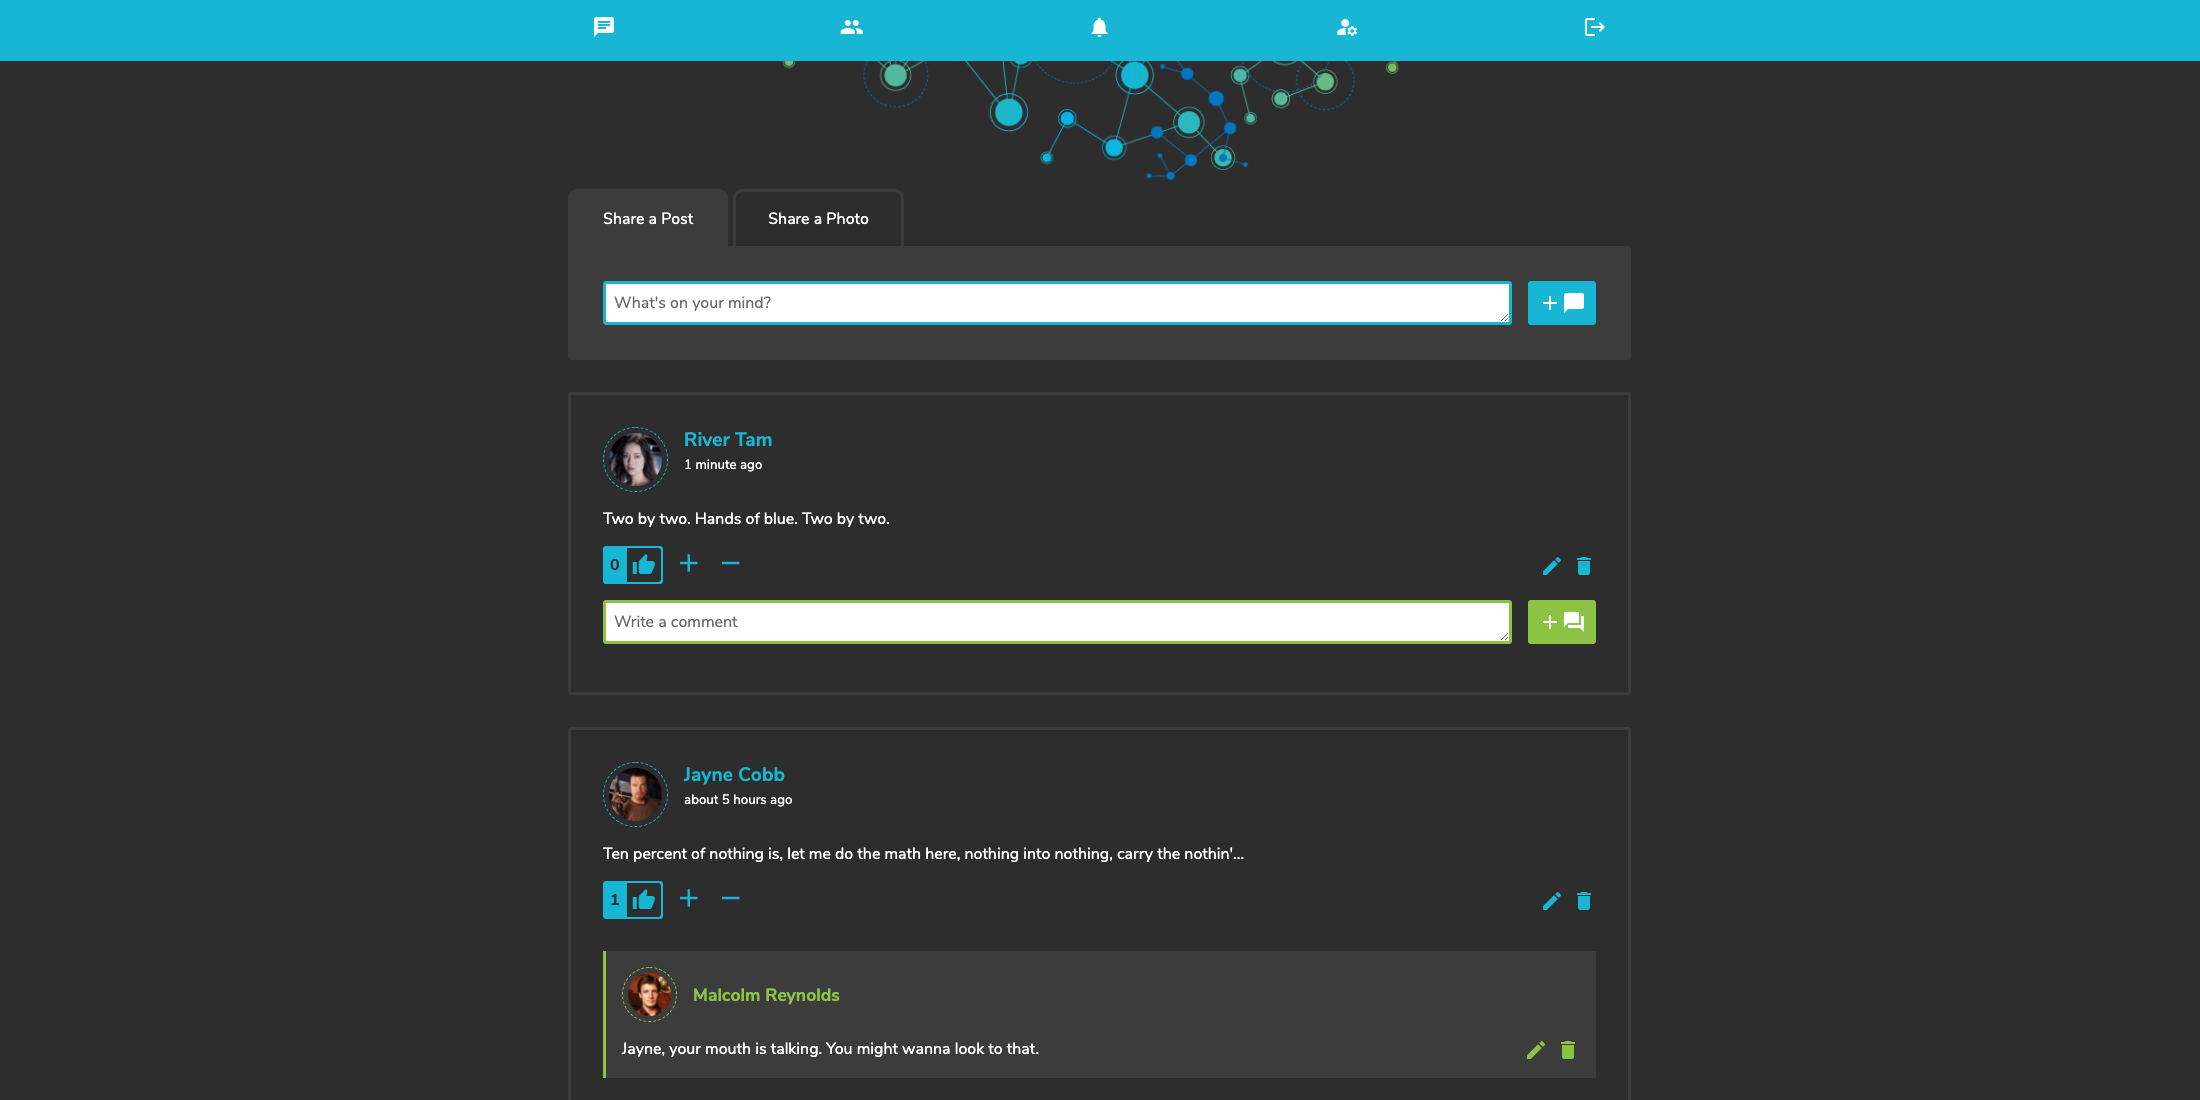 Share a Post
Share a Photo
What's on your mind?
River Tam
1 minute ago
Two by two. Hands of blue. Two by two.
0
Write a comment
Jayne Cobb
about 5 hours ago
Ten percent of nothing is, let me do the math here, nothing into nothing, carry the nothin'...
1
Malcolm Reynolds
Jayne, your mouth is talking. You might wanna look to that.